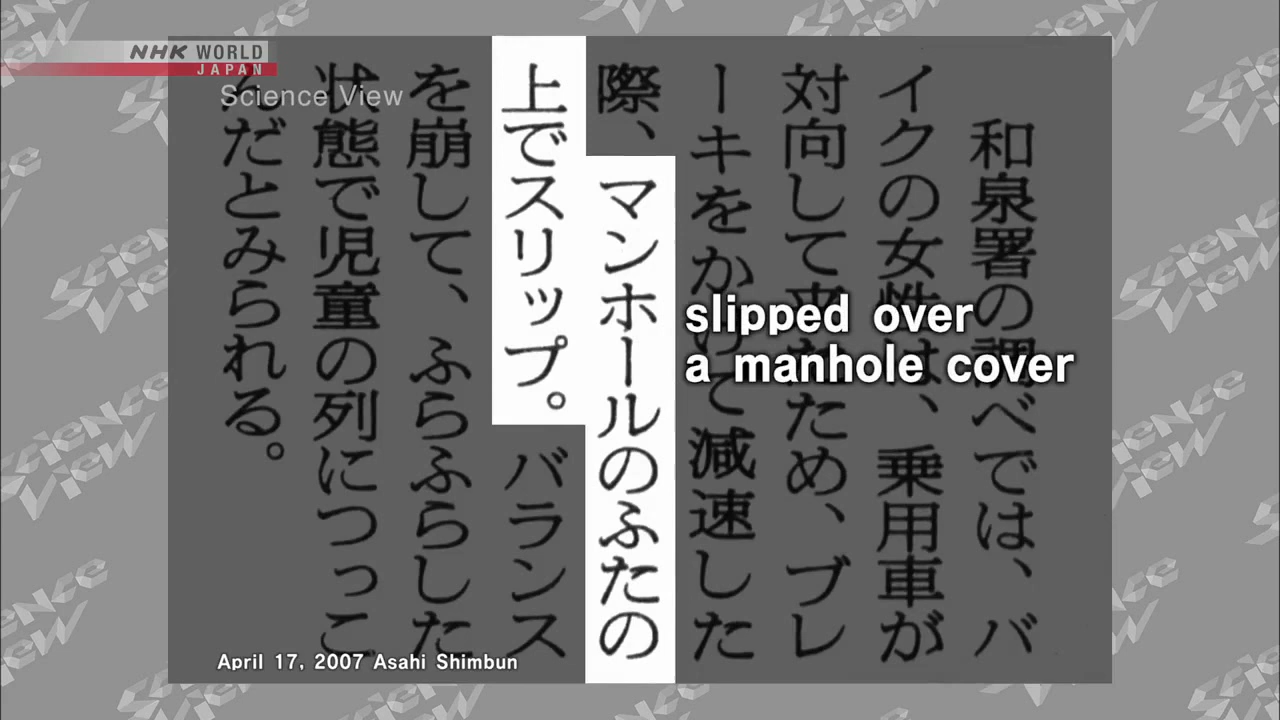 NHK WORLD
JAPAN
Science View
和泉署の調べでは、バ
イクの女性は、乗用車が
対向して来たため、ブレ
ーキをかけて減速した
際、マンホールのふたの
上でスリップ。バランス
を崩して、ふらふらした
状態で児童の列につっこ
んだとみられる。
slipped over
a manhole cover
April 17, 2007 Asahi Shimbun